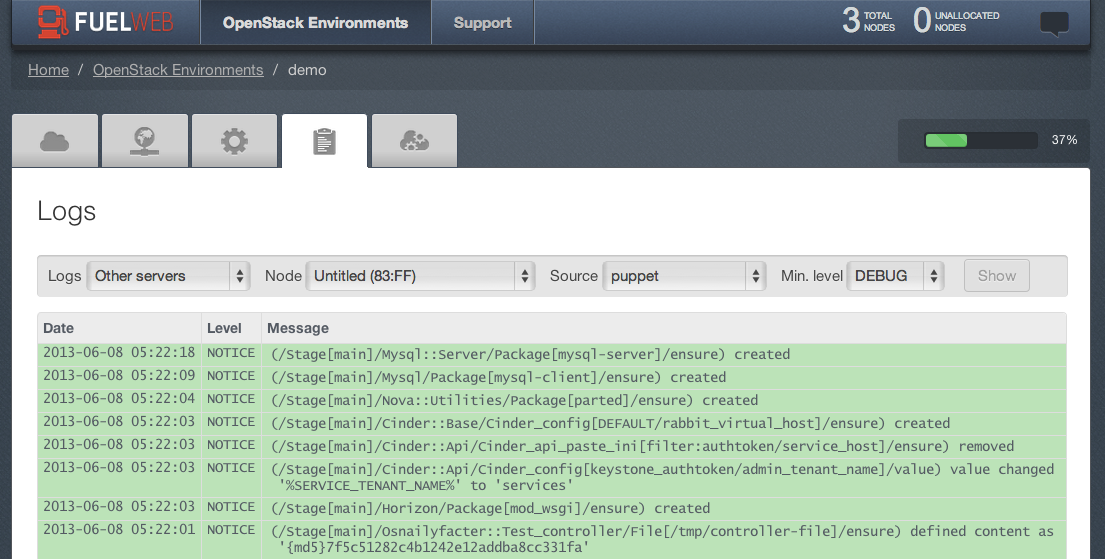 FUELWEB OpenStack Environments Support 3 TOTAL NODES 0 UNALLOCATED NODES
Home / OpenStack Environments / demo
37%
Logs
Logs Other servers Node Untitled (83:FF) Source puppet Min. level DEBUG Show
Date Level Message
2013-06-08 05:22:18 NOTICE (/Stage[main]/Mysql::Server/Package[mysql-server]/ensure) created
2013-06-08 05:22:09 NOTICE (/Stage[main]/Mysql/Package[mysql-client]/ensure) created
2013-06-08 05:22:04 NOTICE (/Stage[main]/Nova::Utilities/Package[parted]/ensure) created
2013-06-08 05:22:03 NOTICE (/Stage[main]/Cinder::Base/Cinder_config[DEFAULT/rabbit_virtual_host]/ensure) created
2013-06-08 05:22:03 NOTICE (/Stage[main]/Cinder::Api/Cinder_api_paste_ini[filter:authtoken/service_host]/ensure) removed
2013-06-08 05:22:03 NOTICE (/Stage[main]/Cinder::Api/Cinder_config[keystone_authtoken/admin_tenant_name]/value) value changed
'%SERVICE_TENANT_NAME%' to 'services'
2013-06-08 05:22:03 NOTICE (/Stage[main]/Horizon/Package[mod_wsgi]/ensure) created
2013-06-08 05:22:01 NOTICE (/Stage[main]/Osnailyfacter::Test_controller/File[/tmp/controller-file]/ensure) defined content as
'{md5}7f5c51282c4b1242e12addba8cc331fa'